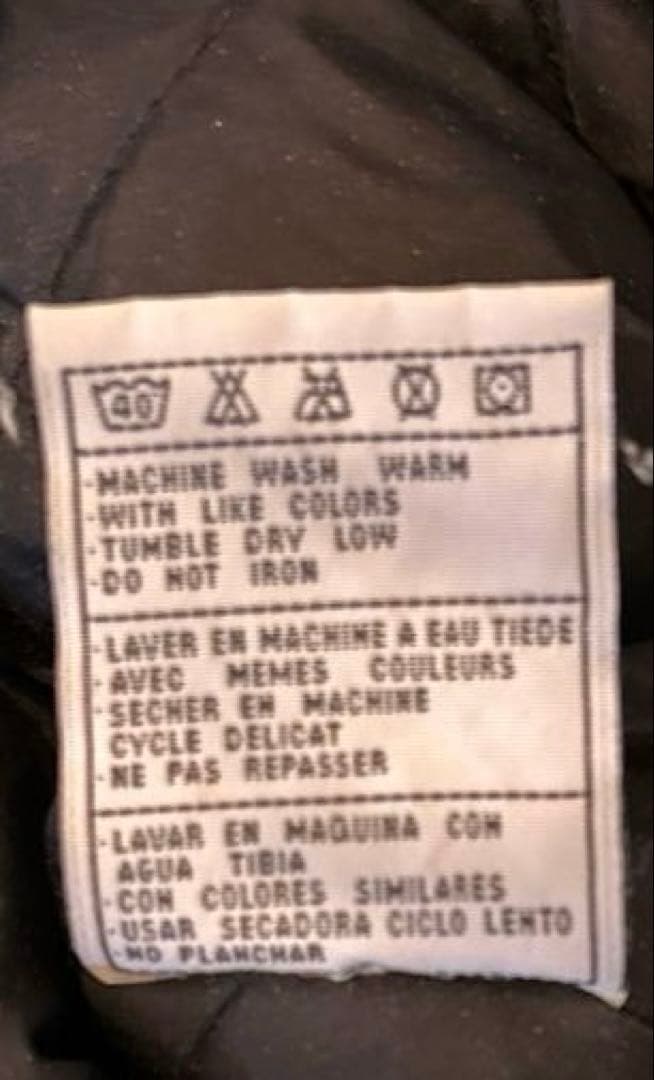 40
-MACHINE WASH WARM
-WITH LIKE COLORS
-TUMBLE DRY LOW
-DO NOT IRON
-LAVER EN MACHINE A EAU TIEDE
-AVEC MEMES COULEURS
-SECHER EN MACHINE
CYCLE DELICAT
-NE PAS REPASSER
-LAVAR EN MAQUINA CON
AGUA TIBIA
-CON COLORES SIMILARES
-USAR SECADORA CICLO LENTO
-NO PLANCHAR